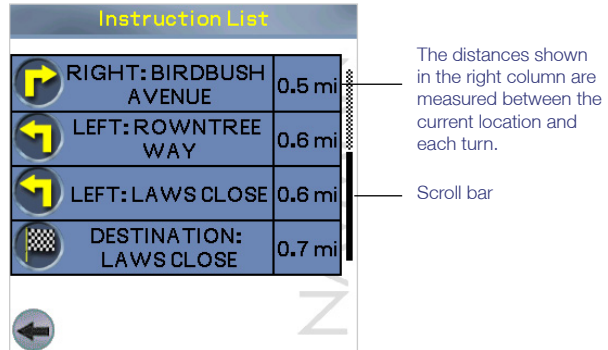 Instruction List
RIGHT: BIRDBUSH
AVENUE
0.5 mi
LEFT: ROWNTREE
WAY
0.6 mi
LEFT: LAWS CLOSE
0.6 mi
DESTINATION:
LAWS CLOSE
0.7 mi
The distances shown
in the right column are
measured between the
current location and
each turn.
Scroll bar